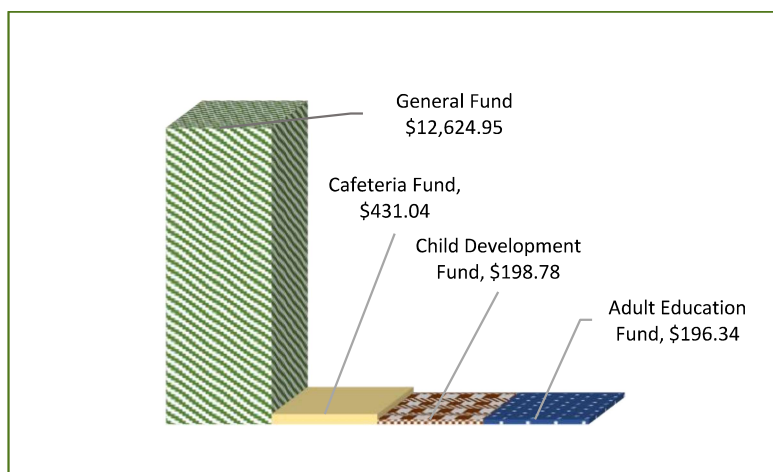 General Fund
$12,624.95
Cafeteria Fund,
$431.04
Child Development
Fund, $198.78
Adult Education
Fund, $196.34